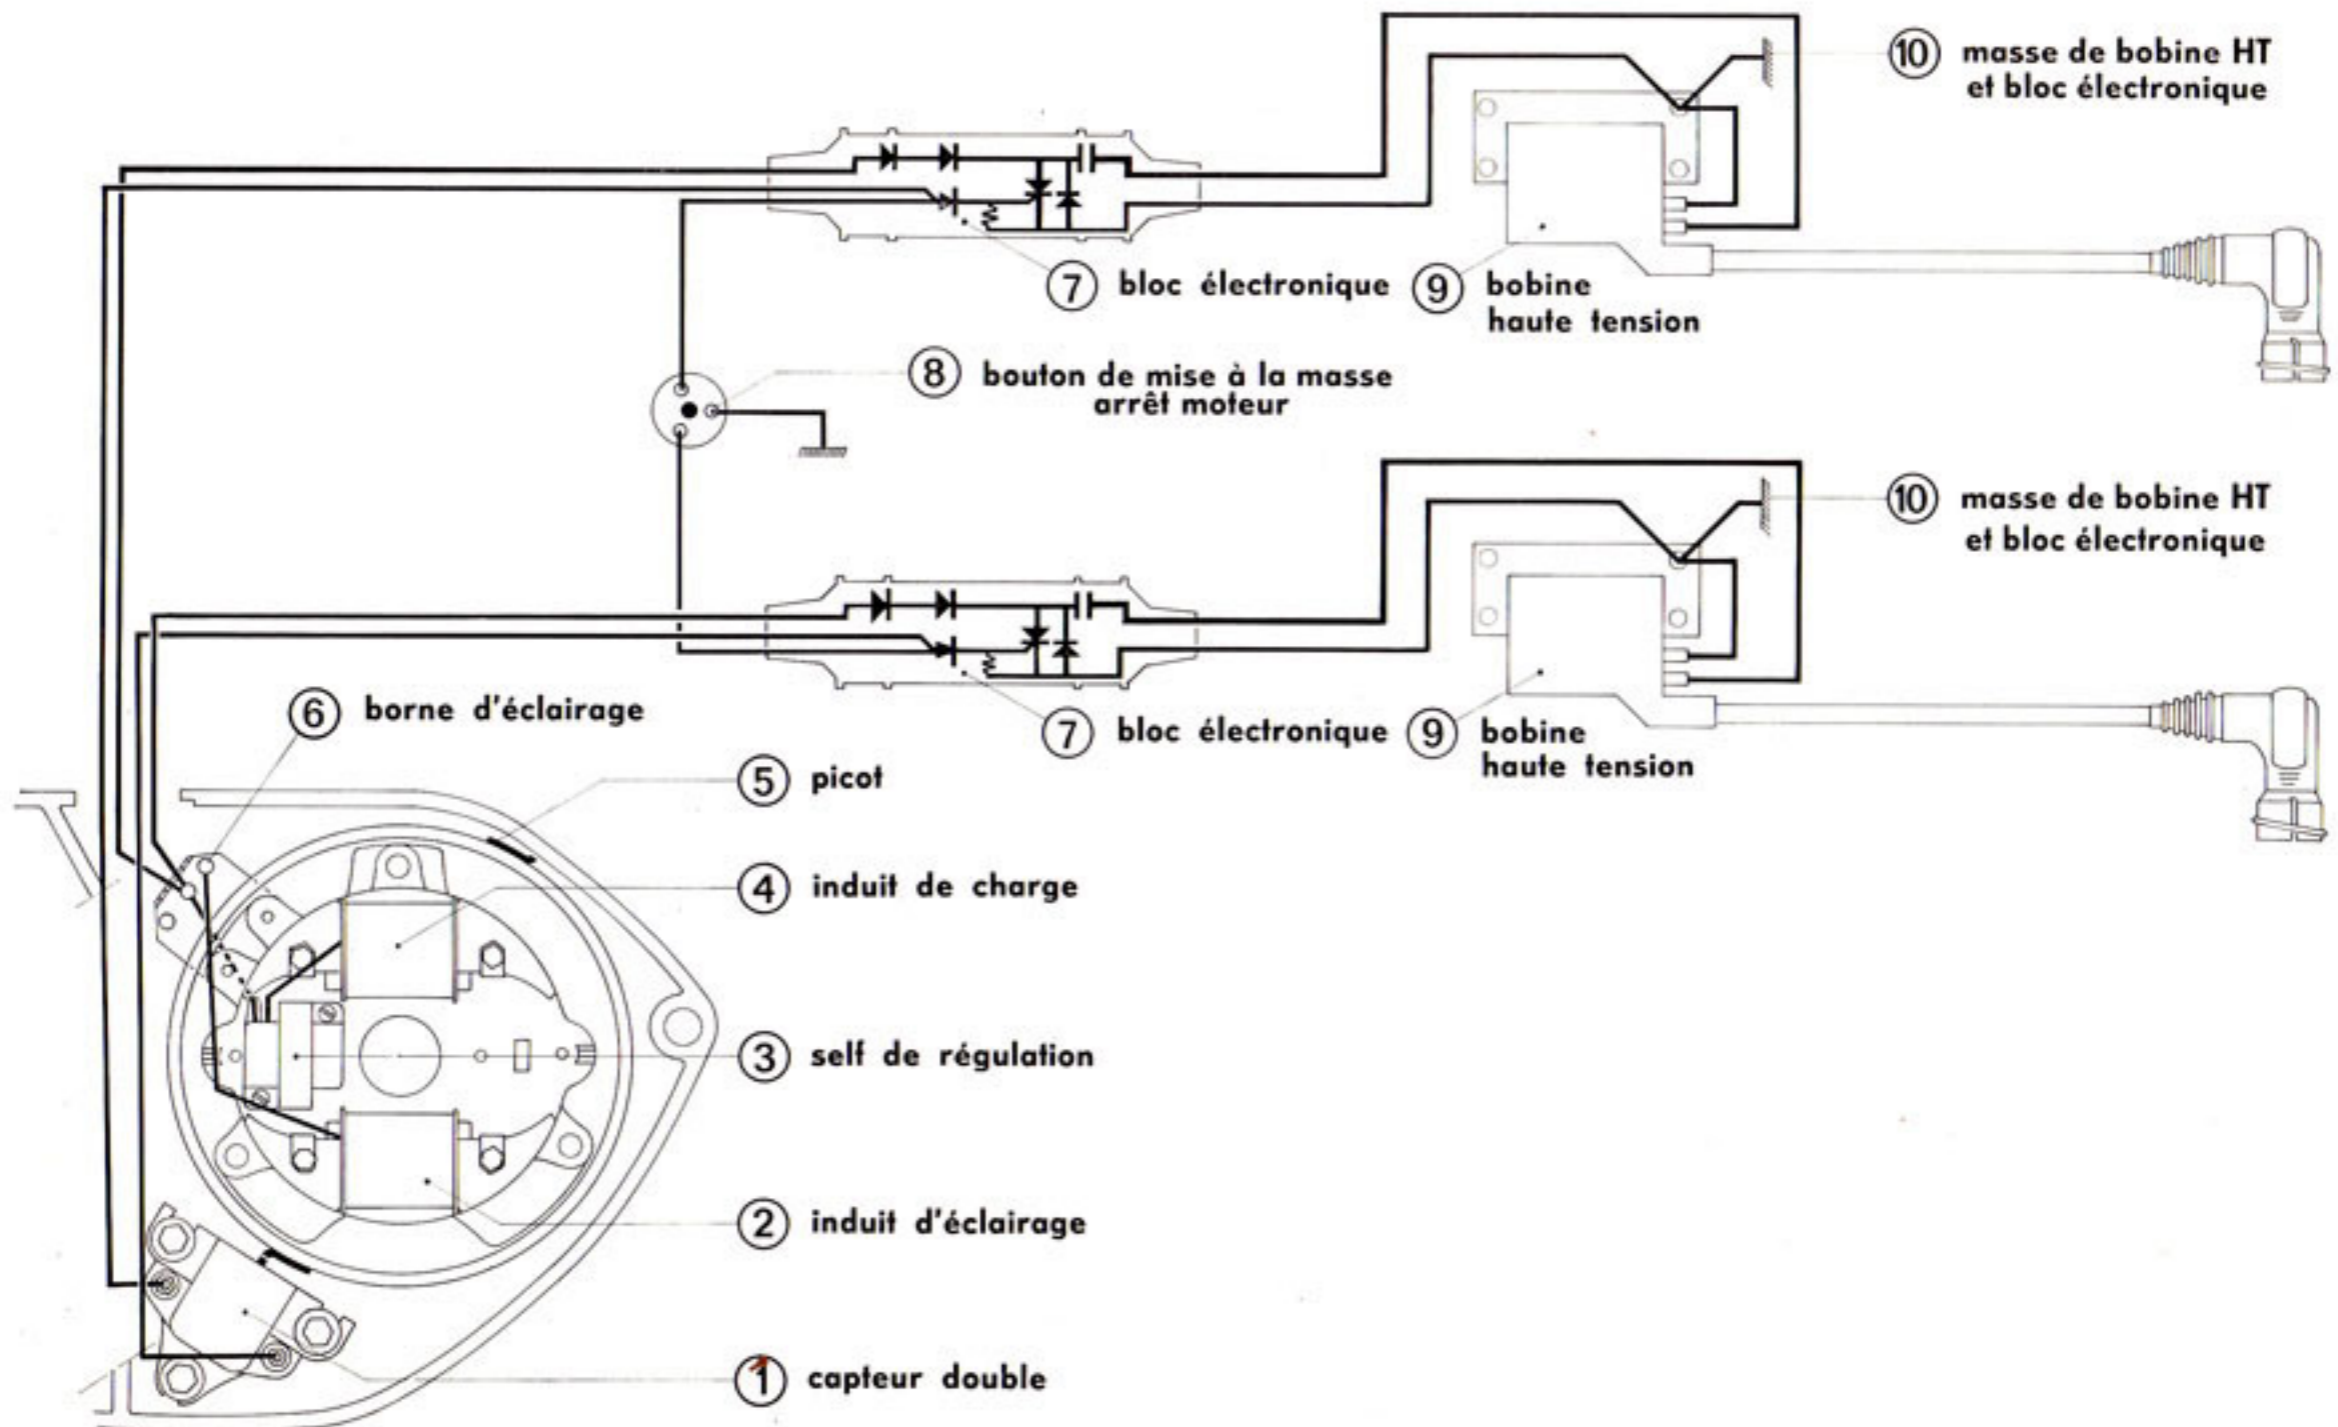 ⑩ masse de bobine HT
et bloc électronique
⑦ bloc électronique
⑨ bobine
haute tension
⑧ bouton de mise à la masse
arrêt moteur
⑩ masse de bobine HT
et bloc électronique
⑥ borne d'éclairage
⑦ bloc électronique
⑨ bobine
haute tension
⑤ picot
④ induit de charge
③ self de régulation
② induit d'éclairage
① capteur double